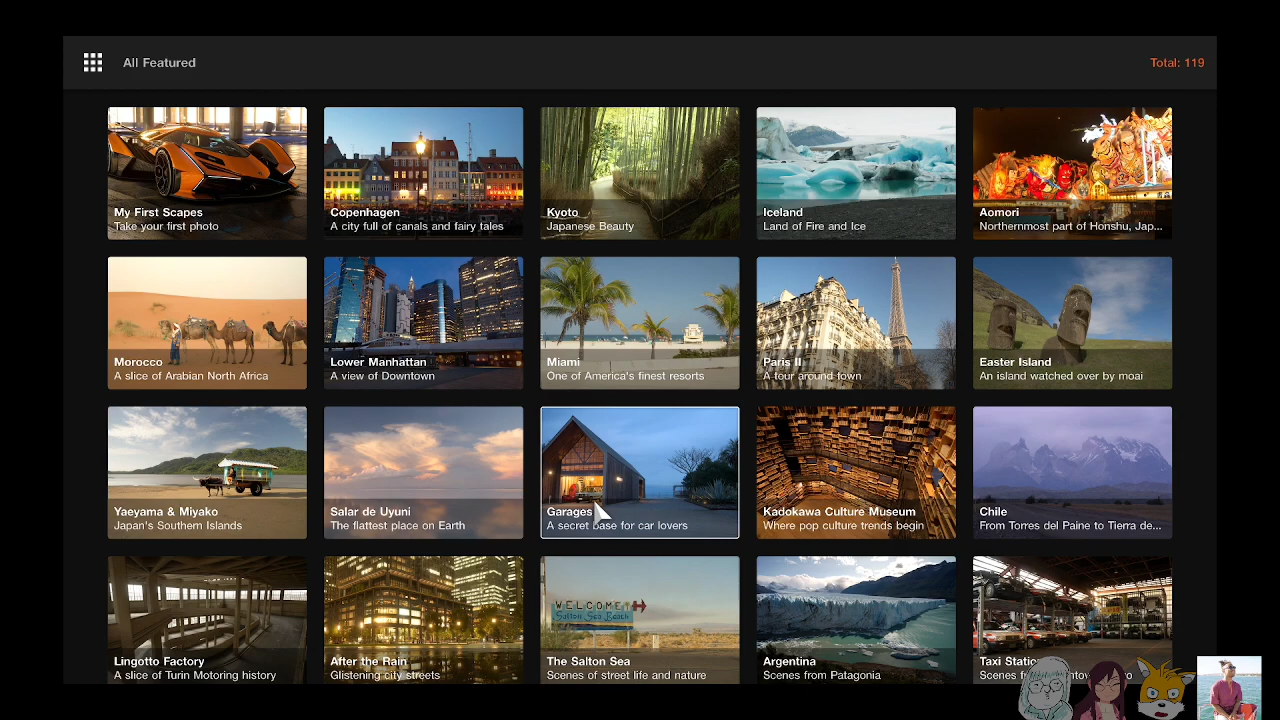 All Featured
Total: 119
My First Scapes
Take your first photo
Copenhagen
A city full of canals and fairy tales
Kyoto
Japanese Beauty
Iceland
Land of Fire and Ice
Aomori
Northernmost part of Honshu, Jap...
Morocco
A slice of Arabian North Africa
Lower Manhattan
A view of Downtown
Miami
One of America's finest resorts
Paris II
A tour around town
Easter Island
An island watched over by moai
Yaeyama & Miyako
Japan's Southern Islands
Salar de Uyuni
The flattest place on Earth
Garages
A secret base for car lovers
Kadokawa Culture Museum
Where pop culture trends begin
Chile
From Torres del Paine to Tierra de...
Lingotto Factory
A slice of Turin Motoring history
After the Rain
Glistening city streets
WELCOME
Salton Sea Beach
The Salton Sea
Scenes of street life and nature
Argentina
Scenes from Patagonia
Taxi
Scenes